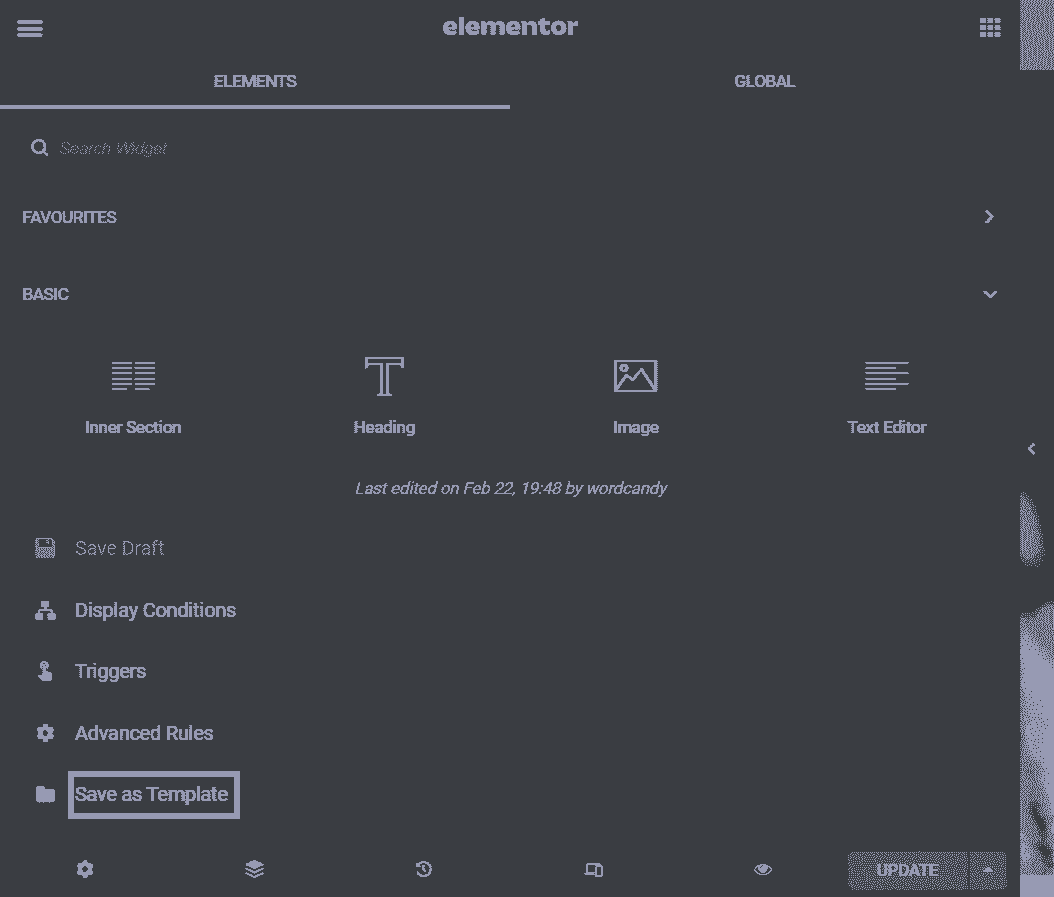 elementor
ELEMENTS
GLOBAL
Search Widget
FAVOURITES
BASIC
Inner Section
Heading
Image
Text Editor
Last edited on Feb 22, 19:48 by wordcandy
Save Draft
Display Conditions
Triggers
Advanced Rules
Save as Template
UPDATE